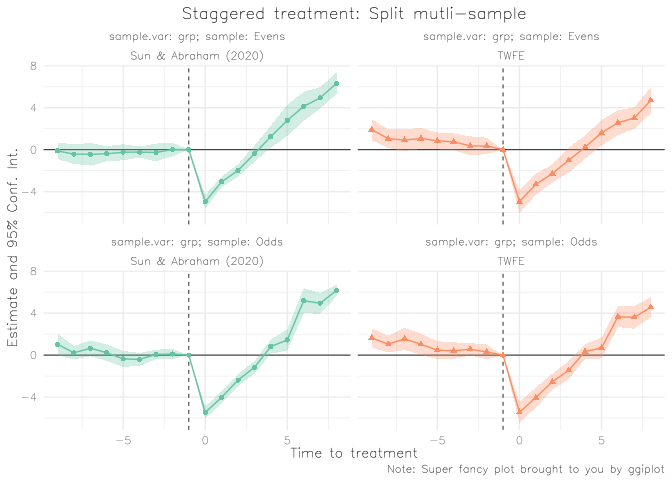 Staggered treatment: Split mutli-sample
sample.var: grp; sample: Evens
Sun & Abraham (2020)
sample.var: grp; sample: Evens
TWFE
8
4
0
-4
sample.var: grp; sample: Odds
Sun & Abraham (2020)
sample.var: grp; sample: Odds
TWFE
8
4
0
-4
Estimate and 95% Conf. Int.
-5
0
5
-5
0
5
Time to treatment
Note: Super fancy plot brought to you by ggiplot